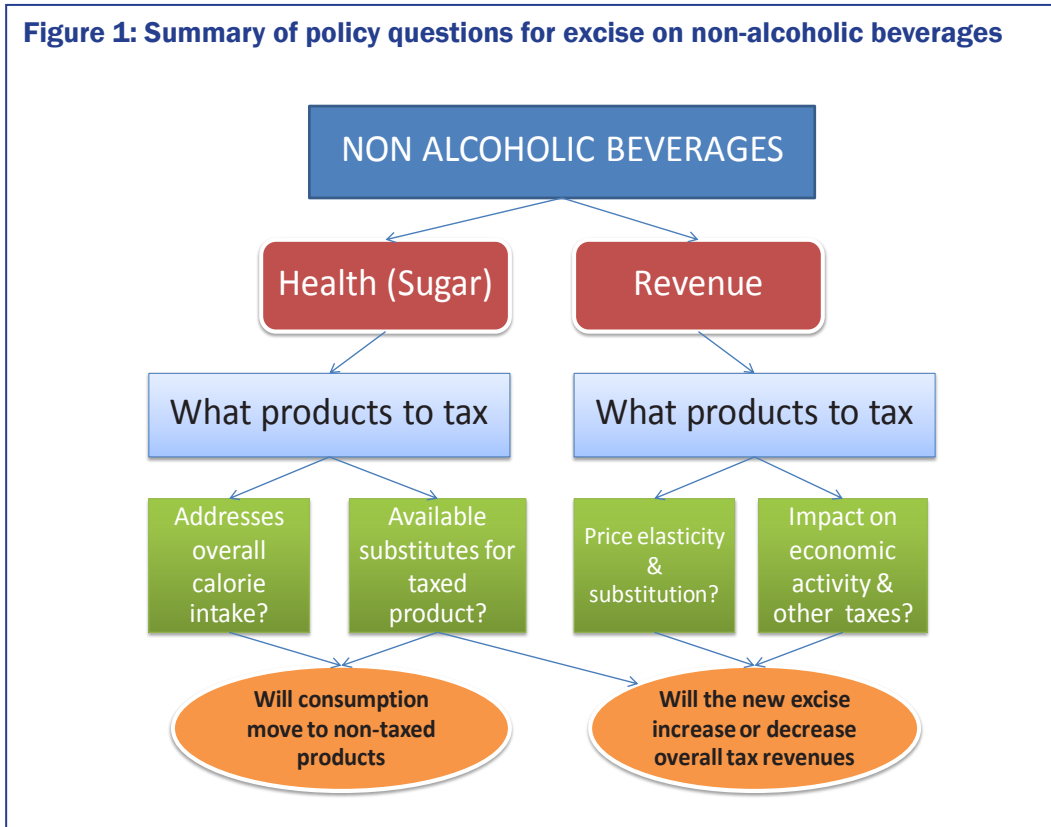 Figure 1: Summary of policy questions for excise on non-alcoholic beverages
NON ALCOHOLIC BEVERAGES
Health (Sugar)
Revenue
What products to tax
What products to tax
Addresses
overall
calorie
intake?
Available
substitutes for
taxed
product?
Price elasticity
&
substitution?
Impact on
economic
activity &
other taxes?
Will consumption
move to non-taxed
products
Will the new excise
increase or decrease
overall tax revenues